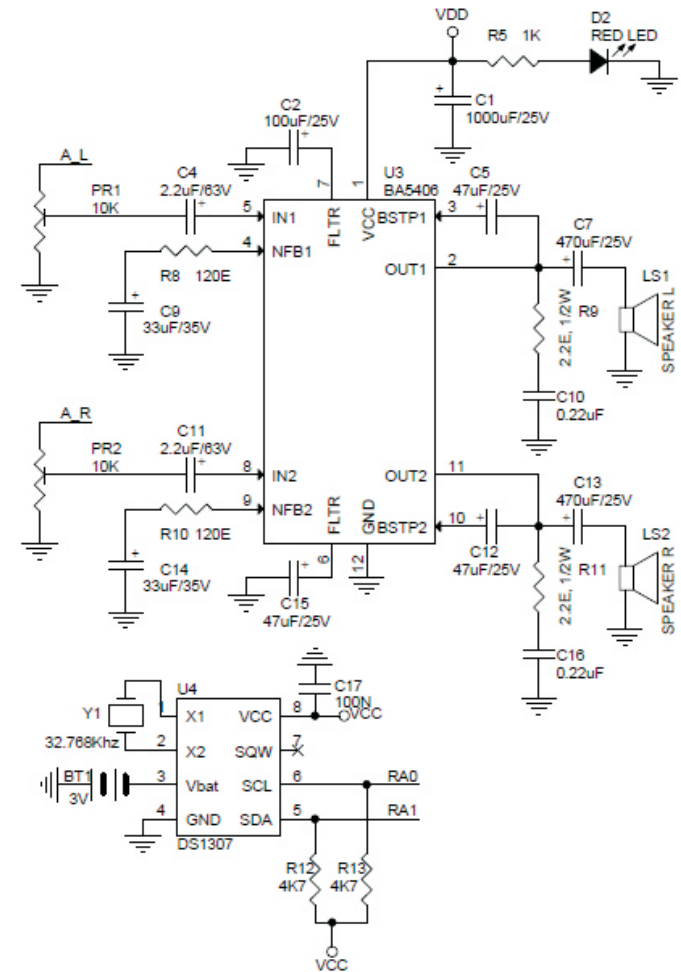 VDD
R5 1K
D2
RED LED
C1
1000uF/25V
C2
100uF/25V
A_L
PR1
10K
C4
2.2uF/63V
7
1
U3
BA5406
C5
47uF/25V
5
IN1
FLTR
VCC
BSTP1
3
C7
470uF/25V
4
NFB1
OUT1
2
R8 120E
LS1
SPEAKER L
C9
33uF/35V
2.2E, 1/2W
R9
C10
0.22uF
A_R
PR2
10K
C11
2.2uF/63V
8
IN2
OUT2
11
C13
470uF/25V
9
NFB2
FLTR
GND
BSTP2
10
R10 120E
C12
47uF/25V
LS2
SPEAKER R
C14
33uF/35V
6
12
C15
47uF/25V
2.2E, 1/2W
R11
C16
0.22uF
U4
C17
100N
Y1
32.768Khz
1
X1
VCC
8
VCC
2
X2
SQW
7
BT1
3V
3
Vbat
SCL
6
RA0
4
GND
SDA
5
RA1
DS1307
R12
4K7
R13
4K7
VCC